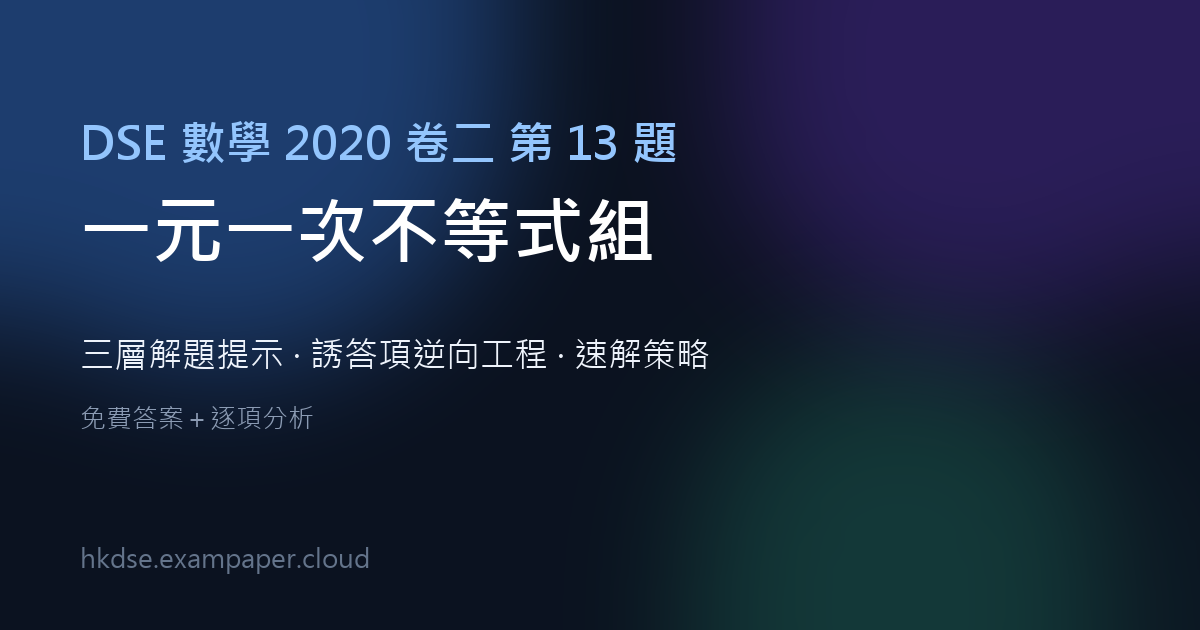 DSE 數學 2020 卷二 第 13 題
一元一次不等式組
三層解題提示 · 誘答項逆向工程 · 速解策略
免費答案 + 逐項分析
hkdse.exampaper.cloud